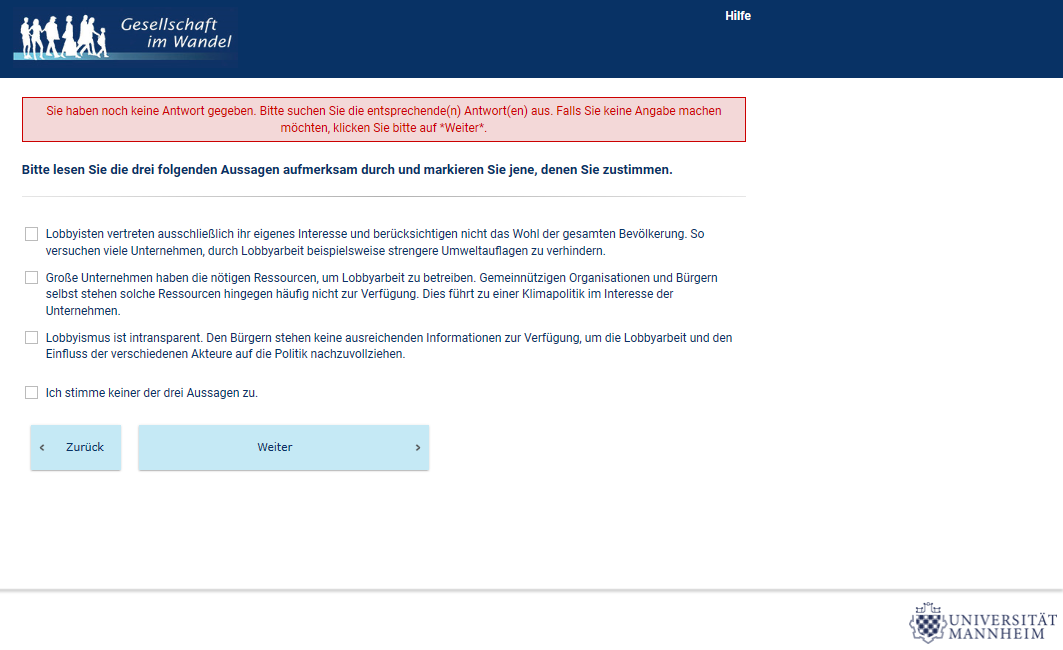 Gesellschaft
im Wandel
Hilfe
Sie haben noch keine Antwort gegeben. Bitte suchen Sie die entsprechende(n) Antwort(en) aus. Falls Sie keine Angabe machen
möchten, klicken Sie bitte auf *Weiter*.
Bitte lesen Sie die drei folgenden Aussagen aufmerksam durch und markieren Sie jene, denen Sie zustimmen.
Lobbyisten vertreten ausschließlich ihr eigenes Interesse und berücksichtigen nicht das Wohl der gesamten Bevölkerung. So
versuchen viele Unternehmen, durch Lobbyarbeit beispielsweise strengere Umweltauflagen zu verhindern.
Große Unternehmen haben die nötigen Ressourcen, um Lobbyarbeit zu betreiben. Gemeinnützigen Organisationen und Bürgern
selbst stehen solche Ressourcen hingegen häufig nicht zur Verfügung. Dies führt zu einer Klimapolitik im Interesse der
Unternehmen.
Lobbyismus ist intransparent. Den Bürgern stehen keine ausreichenden Informationen zur Verfügung, um die Lobbyarbeit und den
Einfluss der verschiedenen Akteure auf die Politik nachzuvollziehen.
Ich stimme keiner der drei Aussagen zu.
‹ Zurück
Weiter ›
UNIVERSITÄT
MANNHEIM